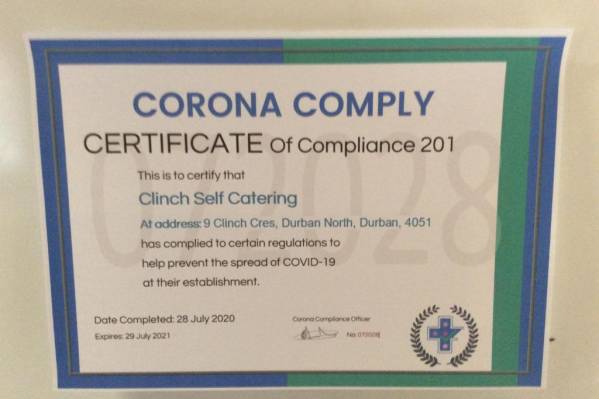 CORONA COMPLY
CERTIFICATE Of Compliance 201
This is to certify that
Clinch Self Catering
At address: 9 Clinch Cres, Durban North, Durban, 4051
has complied to certain regulations to
help prevent the spread of COVID-19
at their establishment.
Date Completed: 28 July 2020
Corona Compliance Officer
Expires: 29 July 2021
No: